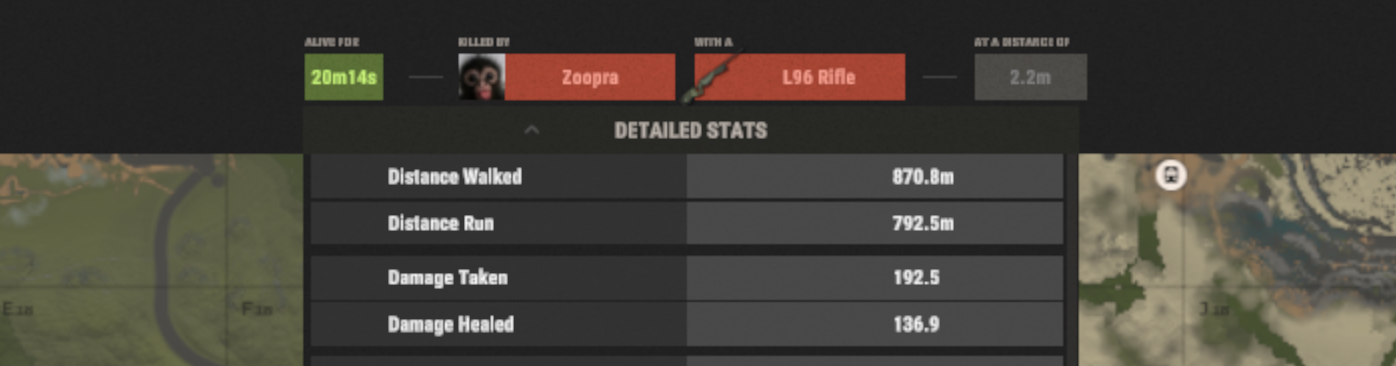 ALIVE FOR KILLED BY WITH A AT A DISTANCE OF
20m14s Zoopra L96 Rifle 2.2m
DETAILED STATS
Distance Walked 870.8m
Distance Run 792.5m
Damage Taken 192.5
Damage Healed 136.9